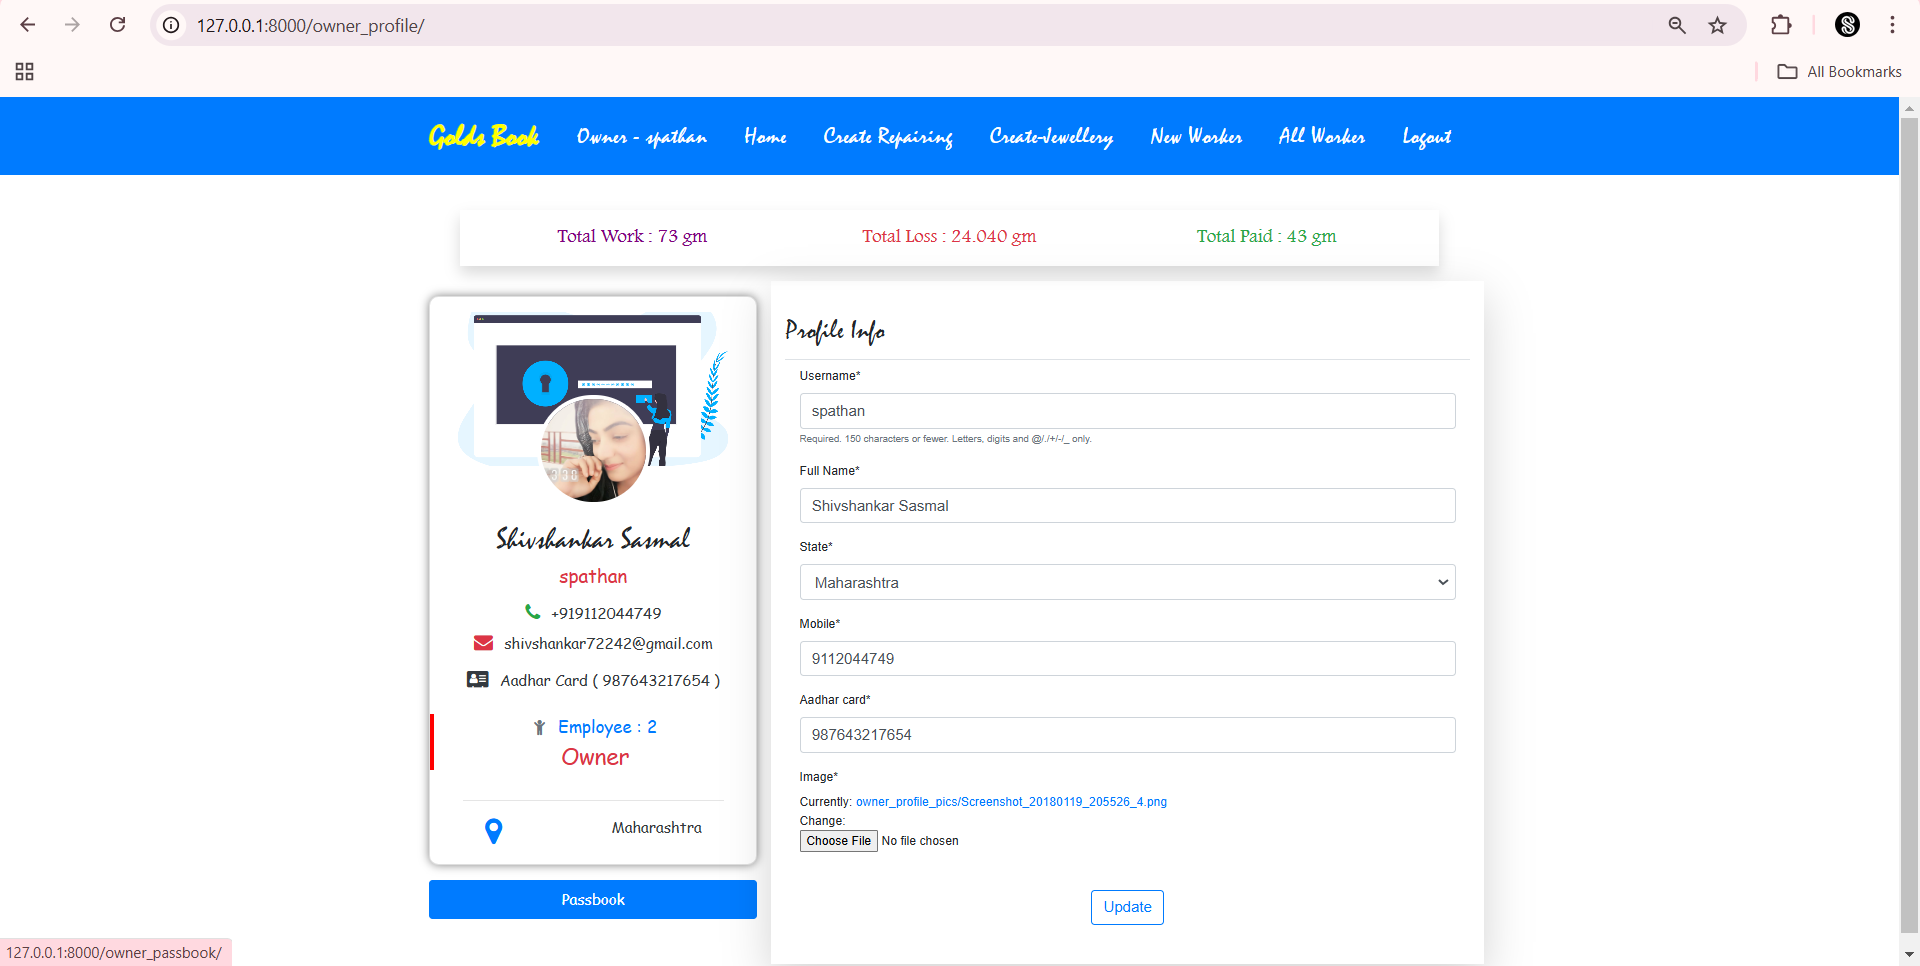 127.0.0.1:8000/owner_profile/
All Bookmarks
Golds Book Owner - spathan Home Create Repairing Create-Jewellery New Worker All Worker Logout
Total Work : 73 gm Total Loss : 24.040 gm Total Paid : 43 gm
3:30
Shivshankar Sasmal
spathan
+919112044749
shivshankar72242@gmail.com
Aadhar Card ( 987643217654 )
Employee : 2
Owner
Maharashtra
Passbook
Profile Info
Username*
spathan
Required. 150 characters or fewer. Letters, digits and @/./+/-/_ only.
Full Name*
Shivshankar Sasmal
State*
Maharashtra
Mobile*
9112044749
Aadhar card*
987643217654
Image*
Currently: owner_profile_pics/Screenshot_20180119_205526_4.png
Change:
Choose File No file chosen
Update
127.0.0.1:8000/owner_passbook/